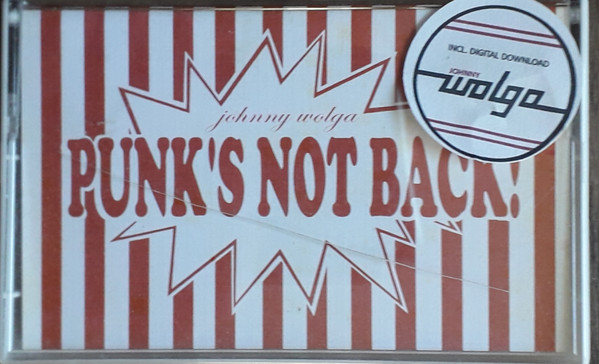 johnny wolga
PUNK'S NOT BACK!
INCL. DIGITAL DOWNLOAD
JOHNNY
wolga